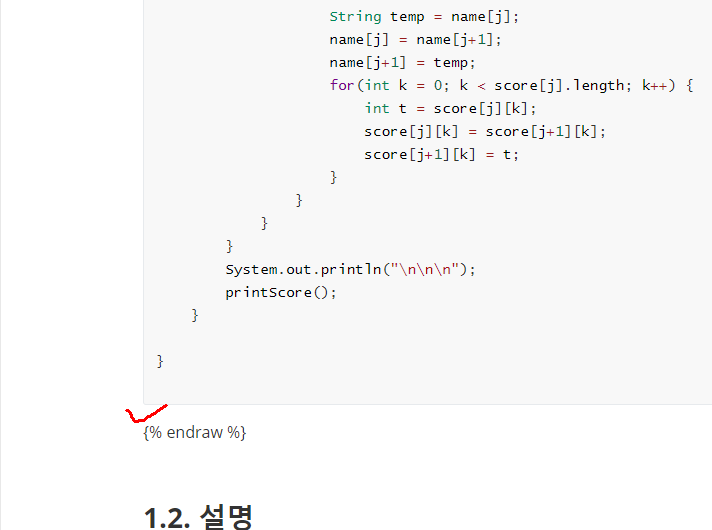 String temp = name[j];
name[j] = name[j+1];
name[j+1] = temp;
for(int k = 0; k < score[j].length; k++) {
int t = score[j][k];
score[j][k] = score[j+1][k];
score[j+1][k] = t;
}
}
}
}
System.out.println("\n\n\n");
printScore();
}
}
{% endraw %}
1.2. 설명